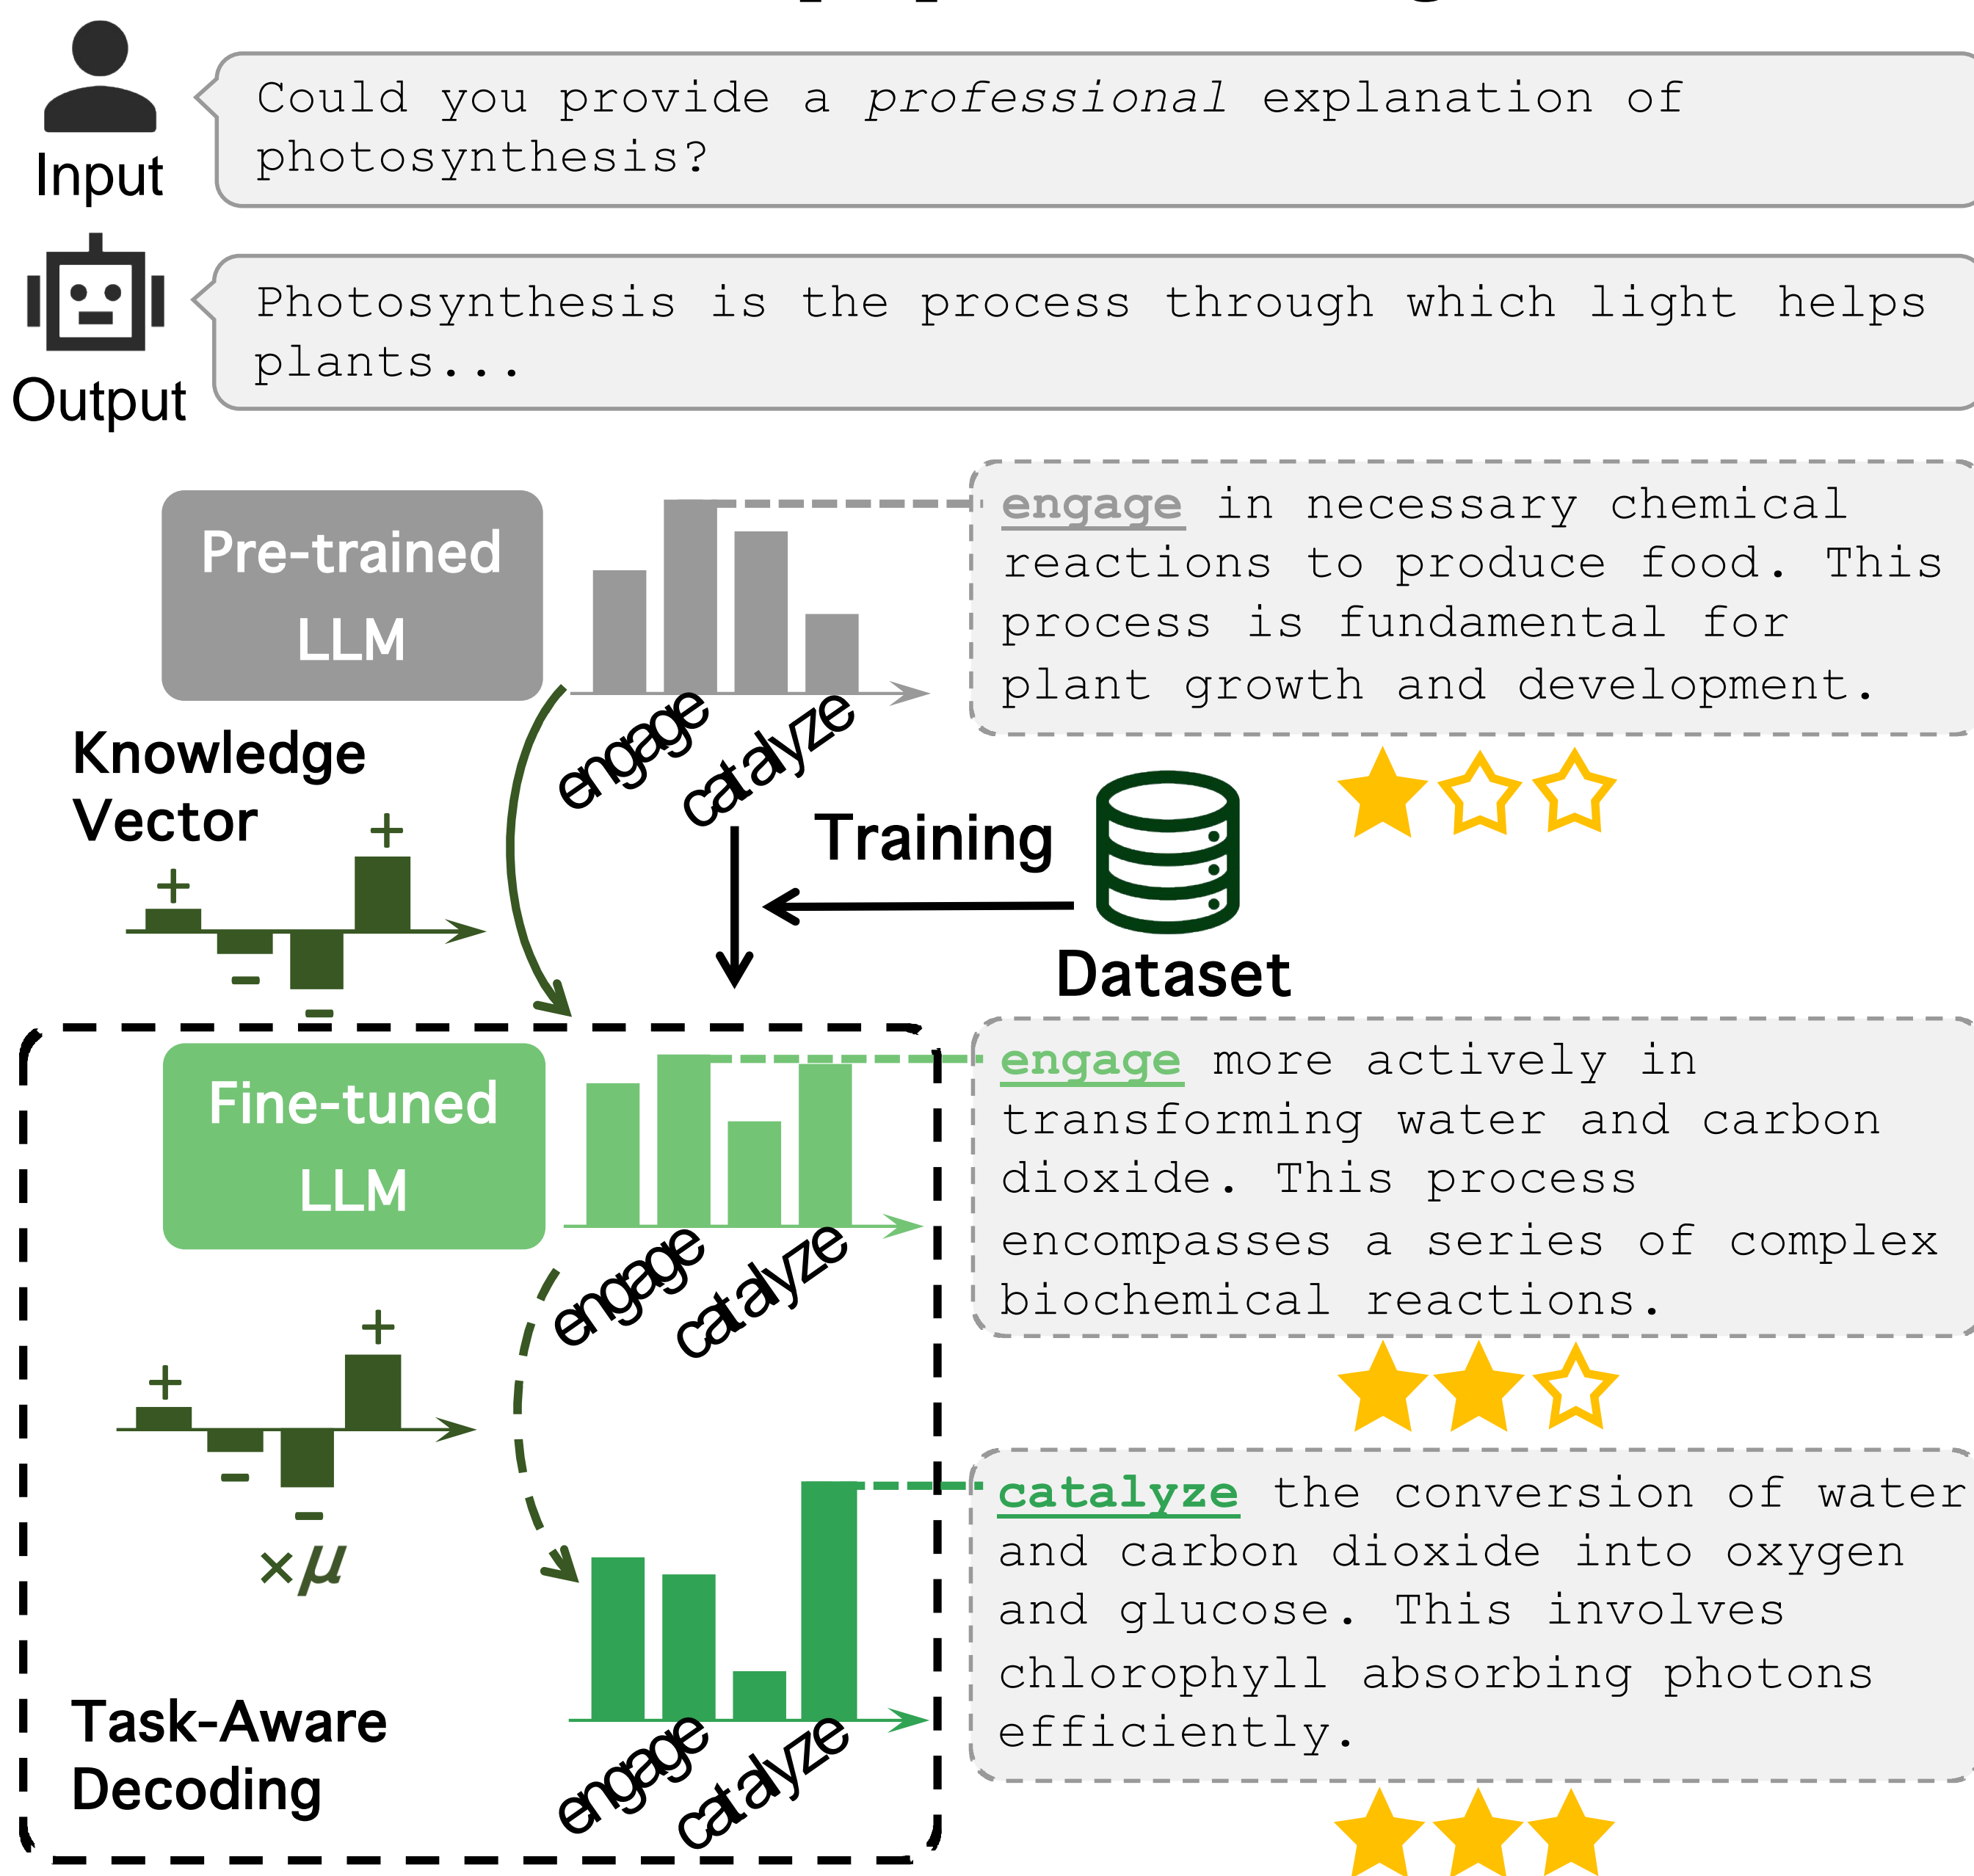 Could you provide a professional explanation of
photosynthesis?
Input
Photosynthesis is the process through which light helps
plants...
Output
Pre-trained
LLM
engage
catalyze
engage in necessary chemical
reactions to produce food. This
process is fundamental for
plant growth and development.
Knowledge
Vector
+
+
−
−
Training
Dataset
Fine-tuned
LLM
engage
catalyze
engage more actively in
transforming water and carbon
dioxide. This process
encompasses a series of complex
biochemical reactions.
+
+
−
−
×μ
Task-Aware
Decoding
engage
catalyze
catalyze the conversion of water
and carbon dioxide into oxygen
and glucose. This involves
chlorophyll absorbing photons
efficiently.